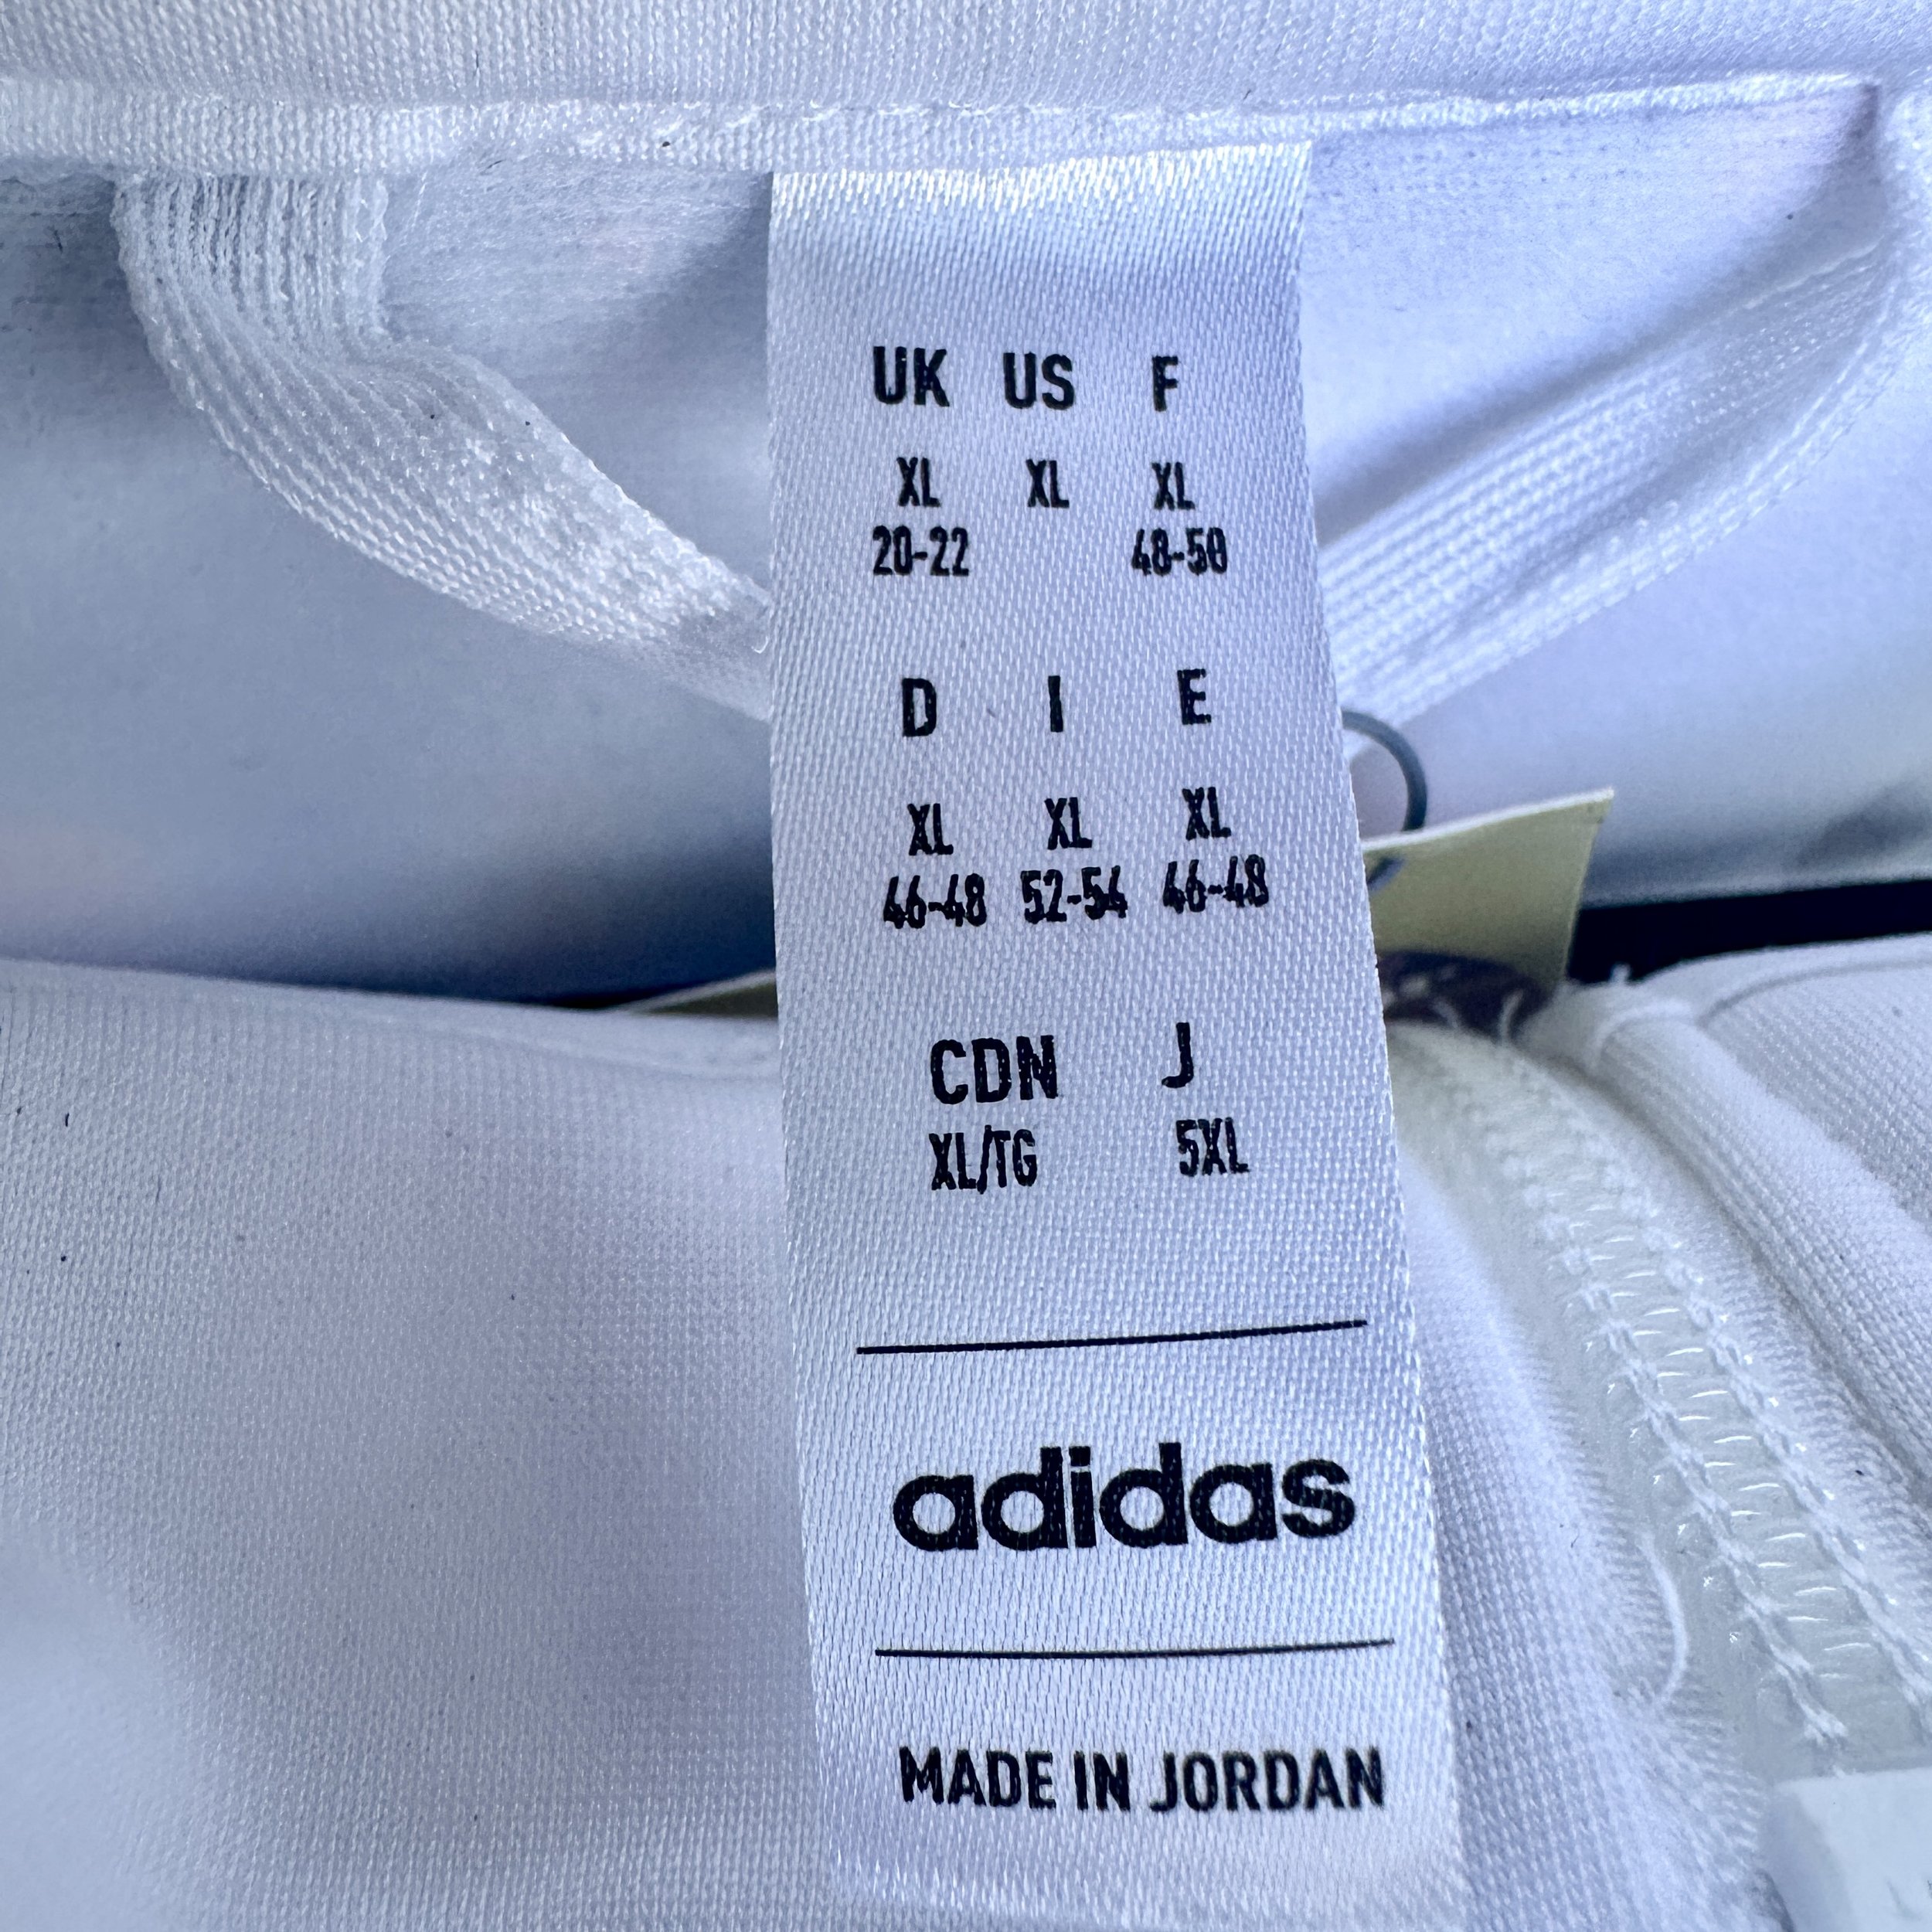 UK US F
XL XL XL
20-22 48-50
D I E
XL XL XL
46-48 52-54 46-48
CDN J
XL/TG 5XL
adidas
MADE IN JORDAN